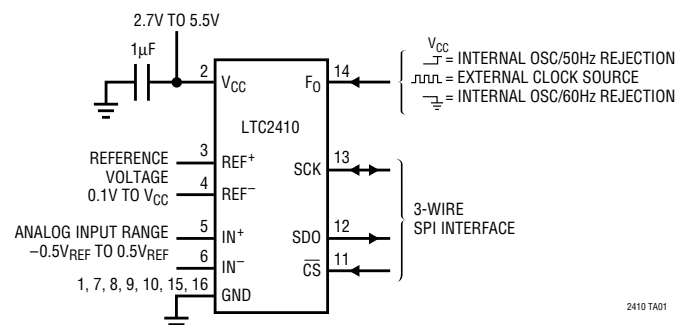 2.7V TO 5.5V
1µF
2
VCC
FO
14
VCC
= INTERNAL OSC/50Hz REJECTION
= EXTERNAL CLOCK SOURCE
= INTERNAL OSC/60Hz REJECTION
LTC2410
REFERENCE
VOLTAGE
0.1V TO VCC
3
REF+
4
REF−
SCK
13
3-WIRE
SPI INTERFACE
ANALOG INPUT RANGE
−0.5VREF TO 0.5VREF
5
IN+
6
IN−
SDO
12
CS
11
1, 7, 8, 9, 10, 15, 16
GND
2410 TA01